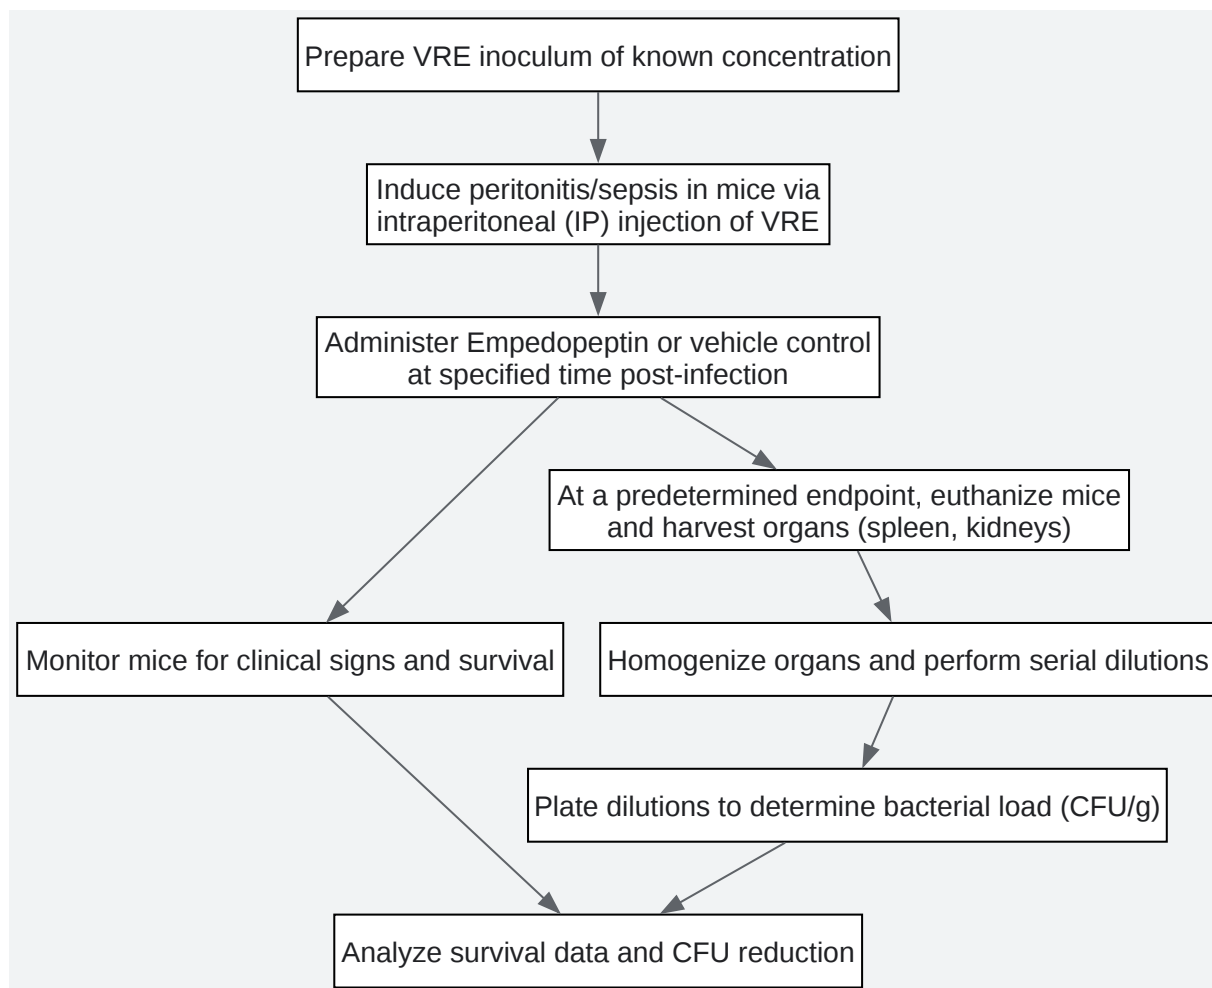 Prepare VRE inoculum of known concentration
Induce peritonitis/sepsis in mice via
intraperitoneal (IP) injection of VRE
Administer Empedopeptin or vehicle control
at specified time post-infection
At a predetermined endpoint, euthanize mice
and harvest organs (spleen, kidneys)
Monitor mice for clinical signs and survival
Homogenize organs and perform serial dilutions
Plate dilutions to determine bacterial load (CFU/g)
Analyze survival data and CFU reduction